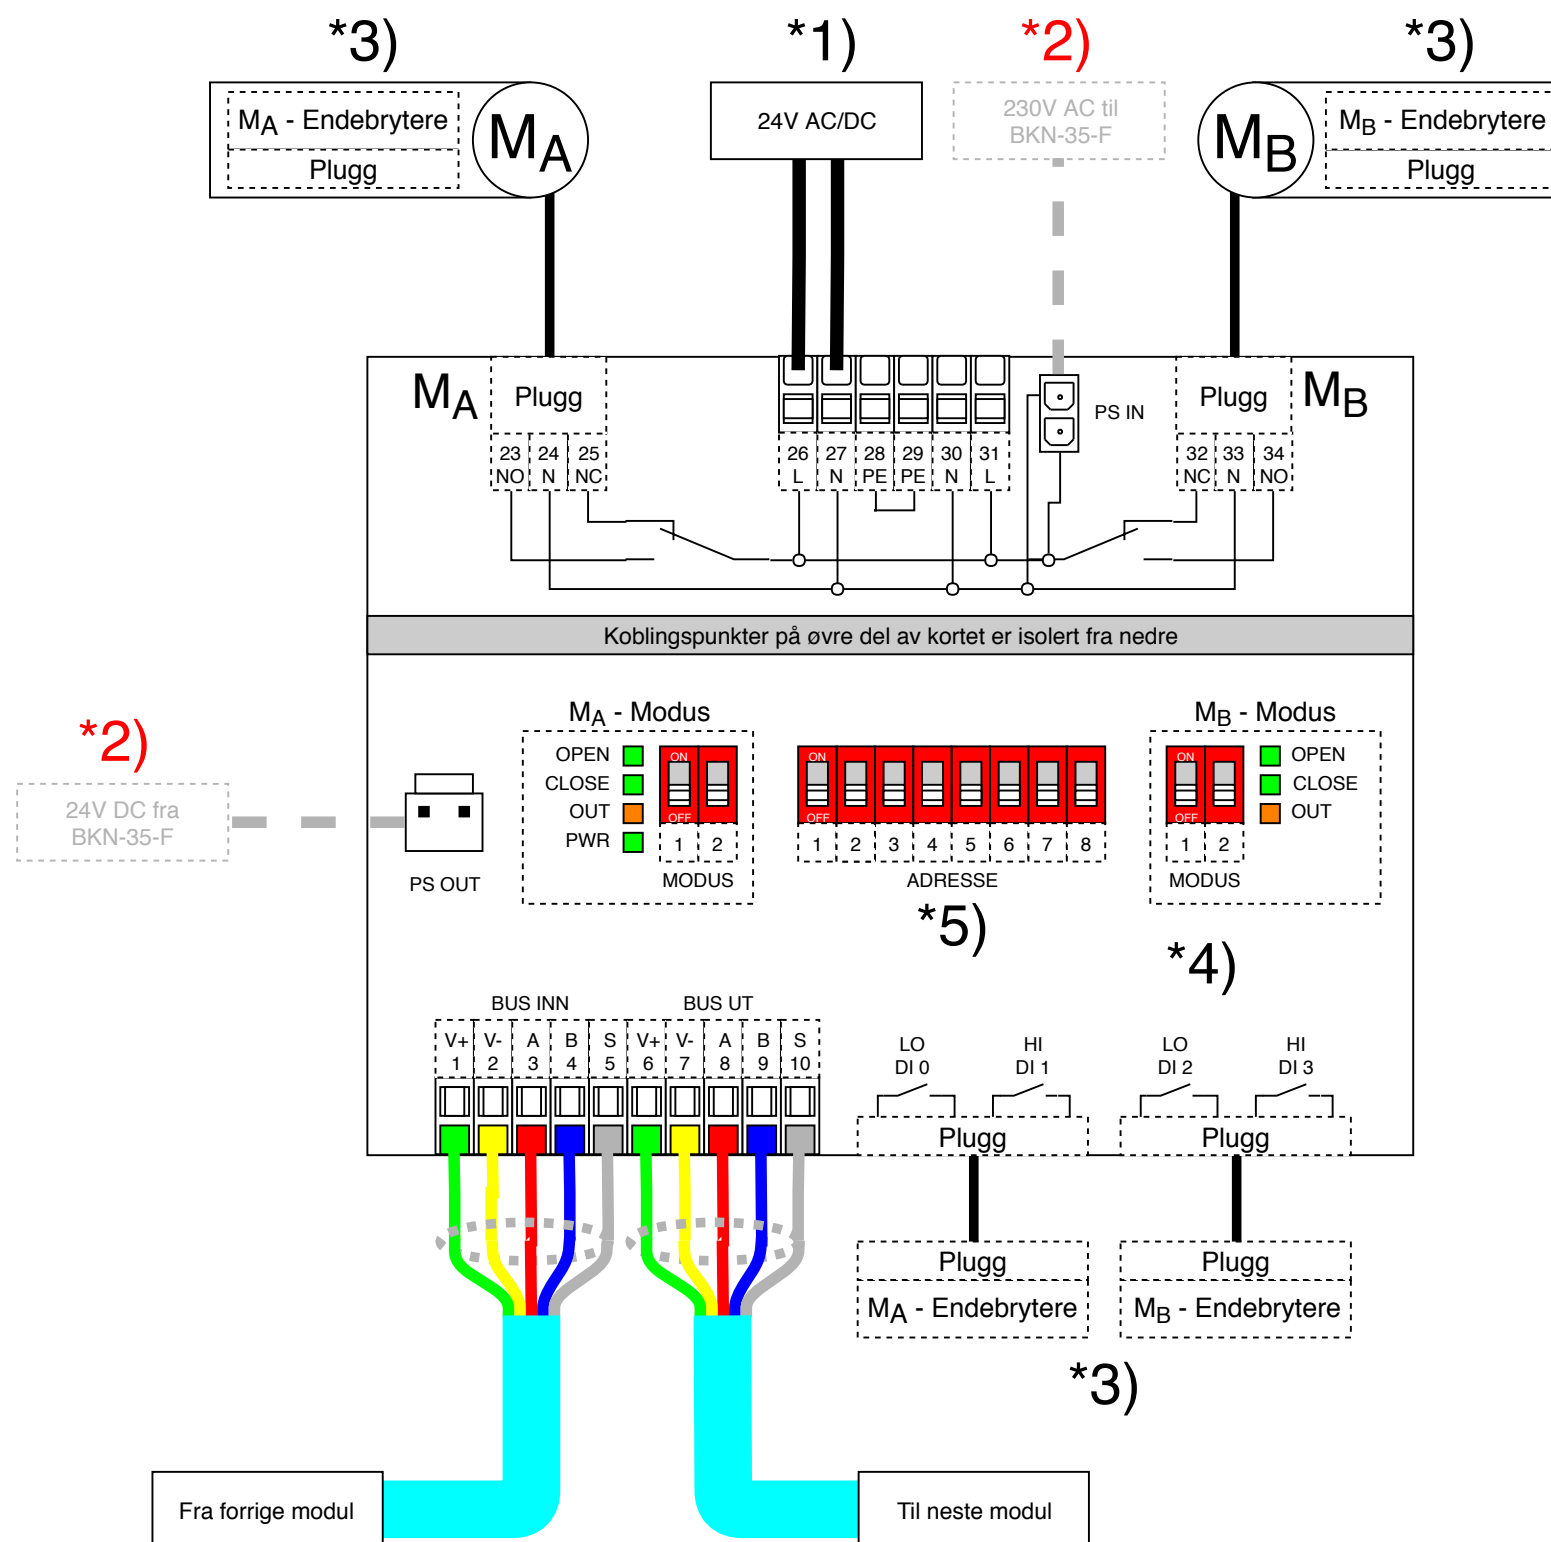 *3)
*1)
*2)
*3)
MA - Endebrytere
Plugg
MA
24V AC/DC
230V AC til
BKN-35-F
MB
MB - Endebrytere
Plugg
MA
Plugg
23 24 25
NO N NC
26 27 28 29 30 31
L N PE PE N L
PS IN
Plugg
MB
32 33 34
NC N NO
Koblingspunkter på øvre del av kortet er isolert fra nedre
*2)
24V DC fra
BKN-35-F
PS OUT
MA - Modus
OPEN
CLOSE
OUT
PWR
ON
OFF
1 2
MODUS
ON
OFF
1 2 3 4 5 6 7 8
ADRESSE
*5)
MB - Modus
ON
OFF
OPEN
CLOSE
OUT
1 2
MODUS
*4)
BUS INN
BUS UT
V+ V- A B S V+ V- A B S
1 2 3 4 5 6 7 8 9 10
LO
DI 0
HI
DI 1
LO
DI 2
HI
DI 3
Plugg
Plugg
Plugg
MA - Endebrytere
Plugg
MB - Endebrytere
*3)
Fra forrige modul
Til neste modul